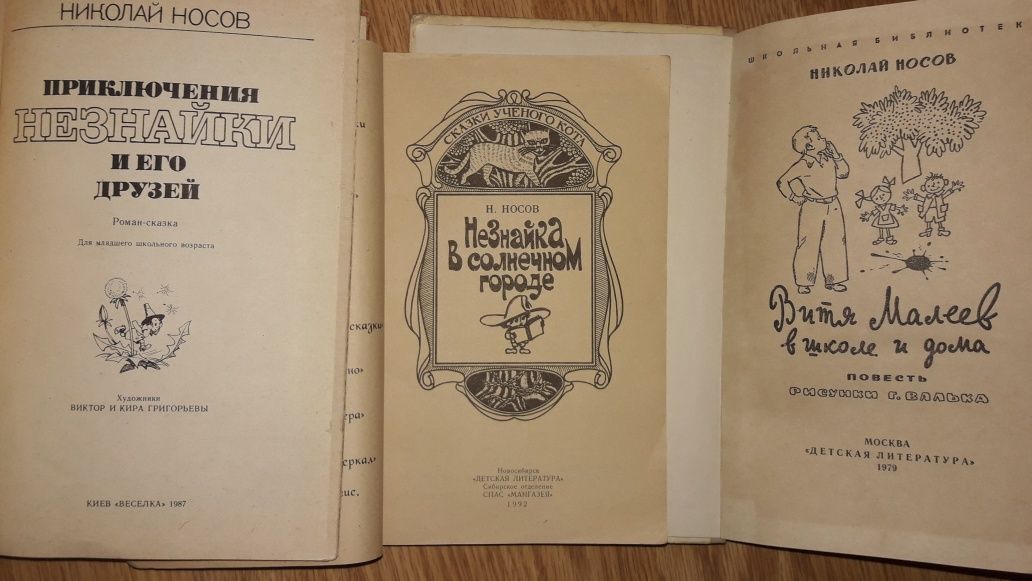 НИКОЛАЙ НОСОВ
ПРИКЛЮЧЕНИЯ
НЕЗНАЙКИ
И ЕГО
ДРУЗЕЙ
Роман-сказка
Для младшего школьного возраста
Художники
ВИКТОР И КИРА ГРИГОРЬЕВЫ
КИЕВ «ВЕСЕЛКА» 1987
сказки
СКАЗКИ УЧЕНОГО КОТА
Н. НОСОВ
Незнайка
в солнечном
городе
Новосибирск
«ДЕТСКАЯ ЛИТЕРАТУРА»
Сибирское отделение
СПАС «МАНГАЗЕЯ»
1992
ШКОЛЬНАЯ БИБЛИОТЕК
НИКОЛАЙ НОСОВ
Витя Малеев
в школе и дома
ПОВЕСТЬ
РИСУНКИ Г. ВАЛЬКА
МОСКВА
«ДЕТСКАЯ ЛИТЕРАТУРА»
1979